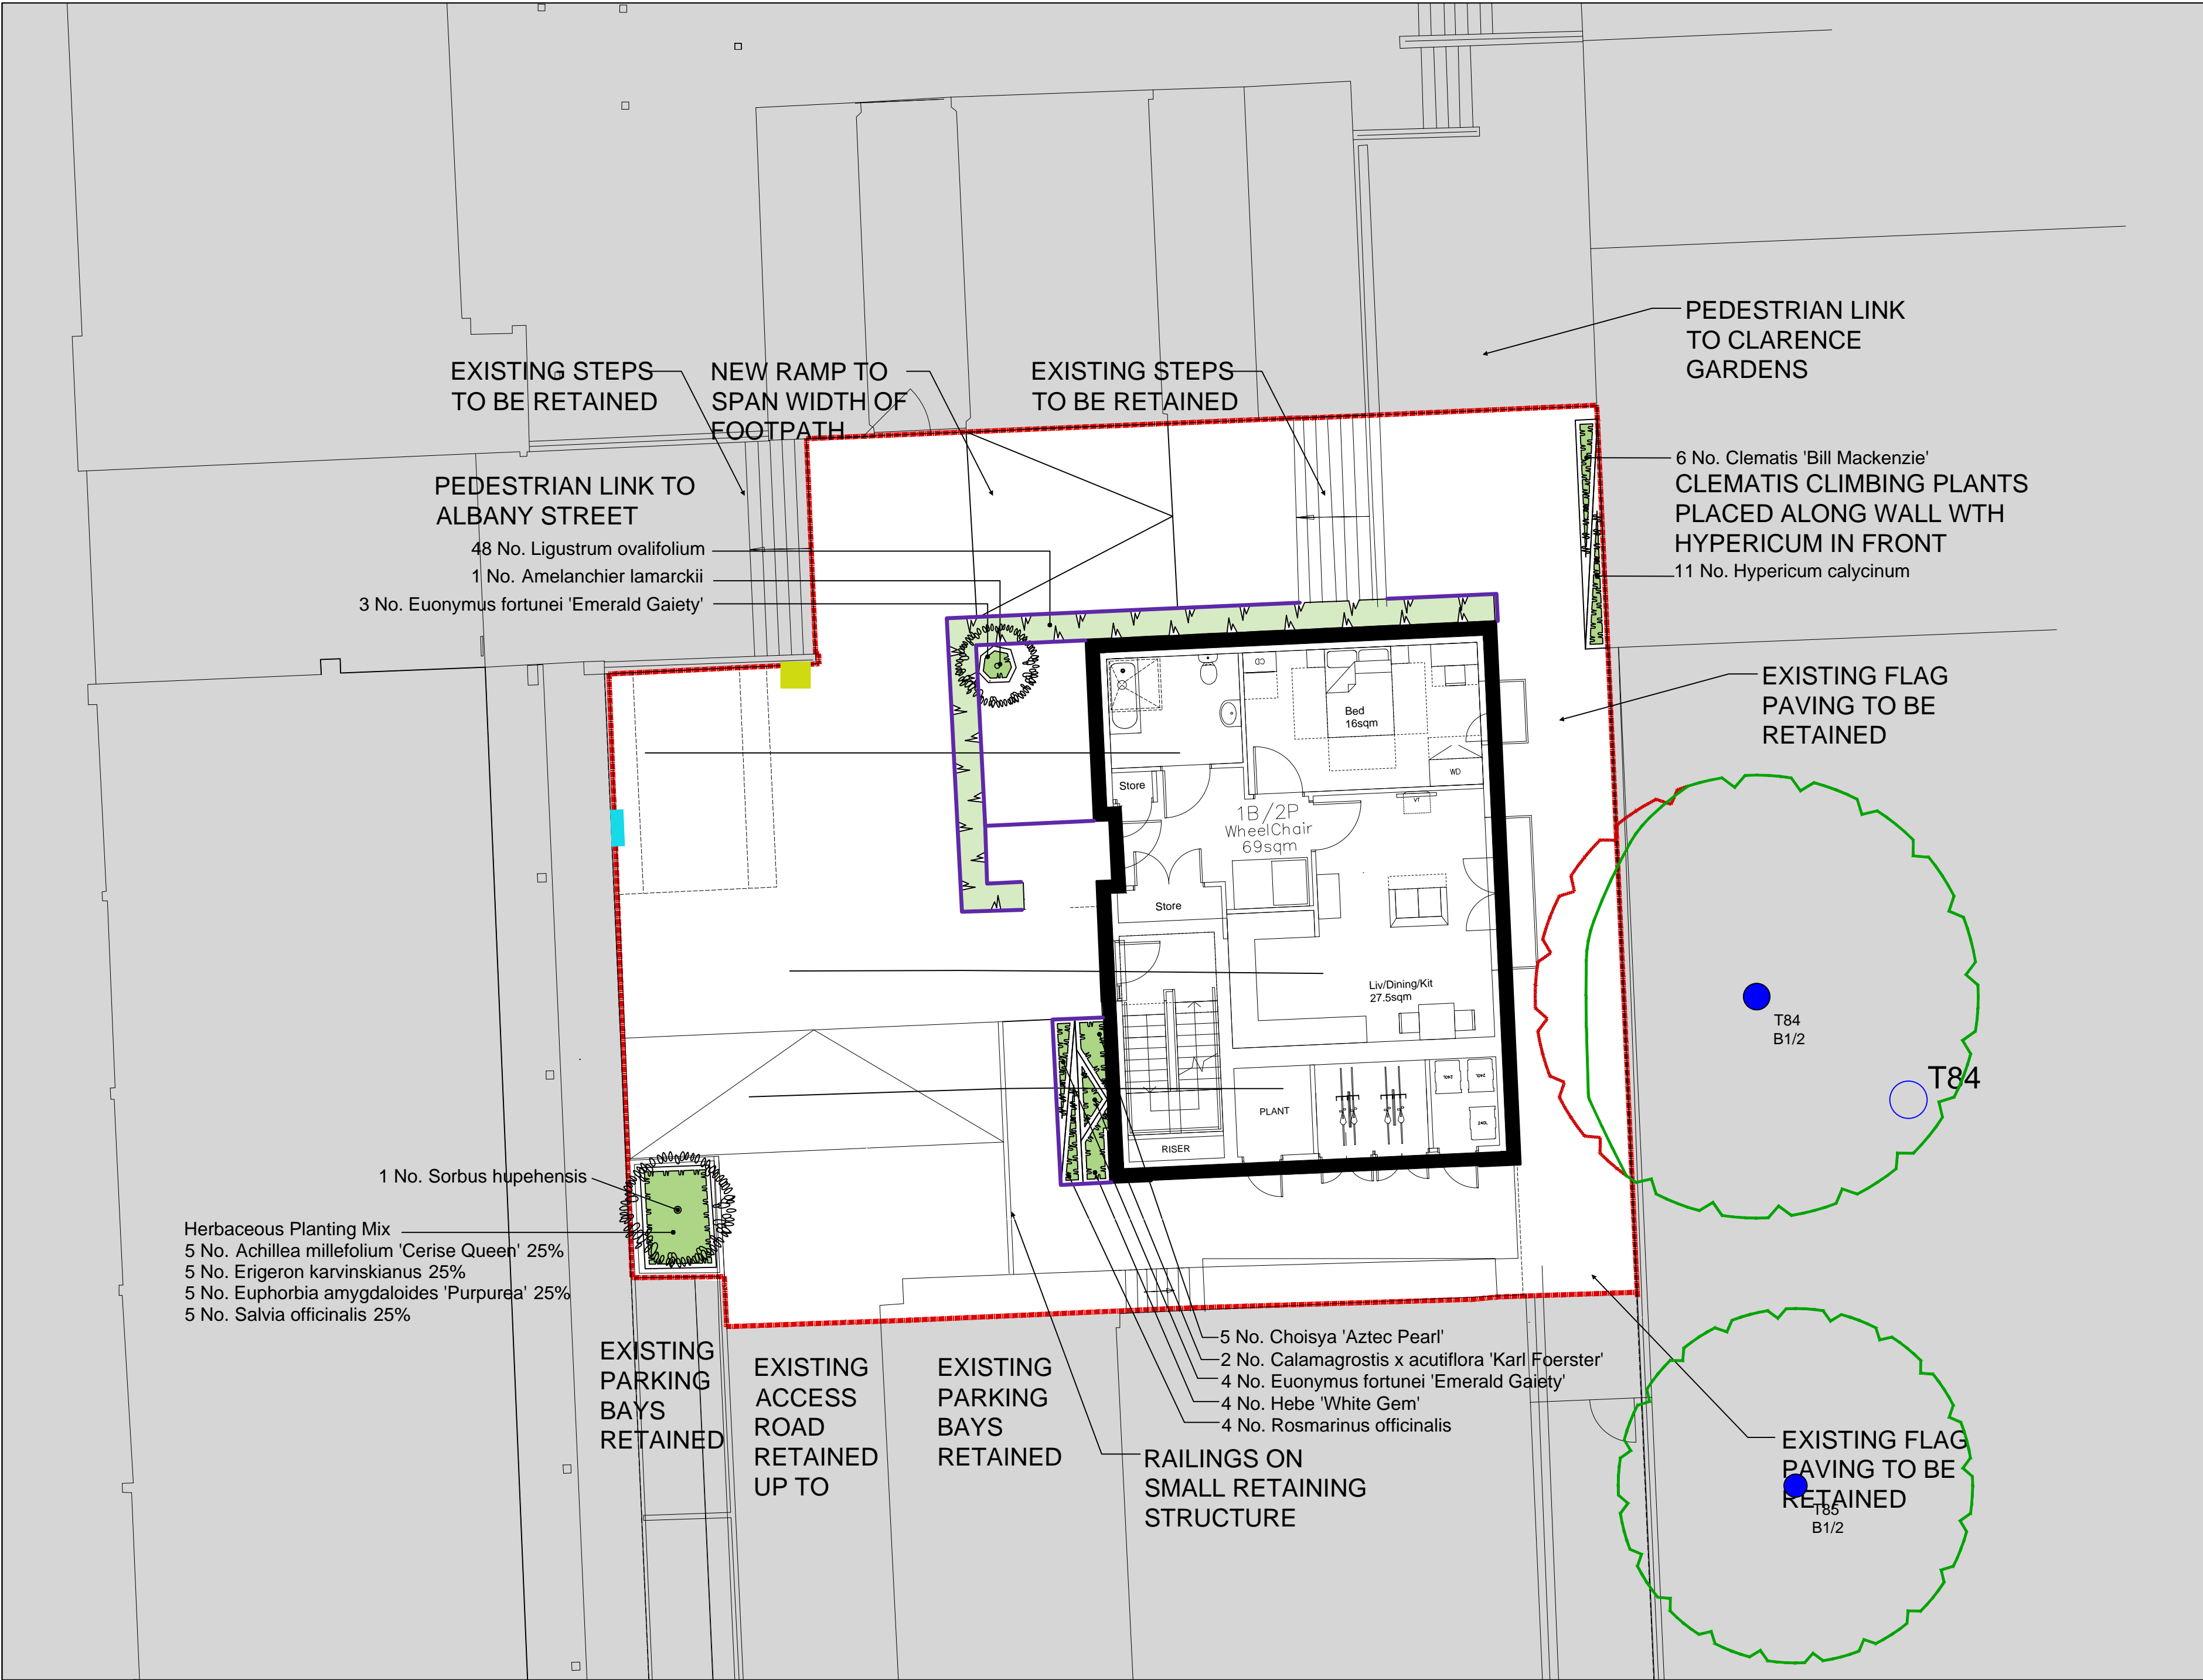 PEDESTRIAN LINK
TO CLARENCE
GARDENS
EXISTING STEPS
TO BE RETAINED
NEW RAMP TO
SPAN WIDTH OF
FOOTPATH
EXISTING STEPS
TO BE RETAINED
6 No. Clematis 'Bill Mackenzie'
CLEMATIS CLIMBING PLANTS
PLACED ALONG WALL WTH
HYPERICUM IN FRONT
11 No. Hypericum calycinum
PEDESTRIAN LINK TO
ALBANY STREET
48 No. Ligustrum ovalifolium
1 No. Amelanchier lamarckii
3 No. Euonymus fortunei 'Emerald Gaiety'
EXISTING FLAG
PAVING TO BE
RETAINED
Bed
16sqm
WD
Store
1B/2P
WheelChair
69sqm
Store
Liv/Dining/Kit
27.5sqm
T84
B1/2
T84
PLANT
RISER
240L
240L
240L
1 No. Sorbus hupehensis
Herbaceous Planting Mix
5 No. Achillea millefolium 'Cerise Queen' 25%
5 No. Erigeron karvinskianus 25%
5 No. Euphorbia amygdaloides 'Purpurea' 25%
5 No. Salvia officinalis 25%
EXISTING
PARKING
BAYS
RETAINED
EXISTING
ACCESS
ROAD
RETAINED
UP TO
EXISTING
PARKING
BAYS
RETAINED
5 No. Choisya 'Aztec Pearl'
2 No. Calamagrostis x acutiflora 'Karl Foerster'
4 No. Euonymus fortunei 'Emerald Gaiety'
4 No. Hebe 'White Gem'
4 No. Rosmarinus officinalis
RAILINGS ON
SMALL RETAINING
STRUCTURE
EXISTING FLAG
PAVING TO BE
RETAINED
T85
B1/2